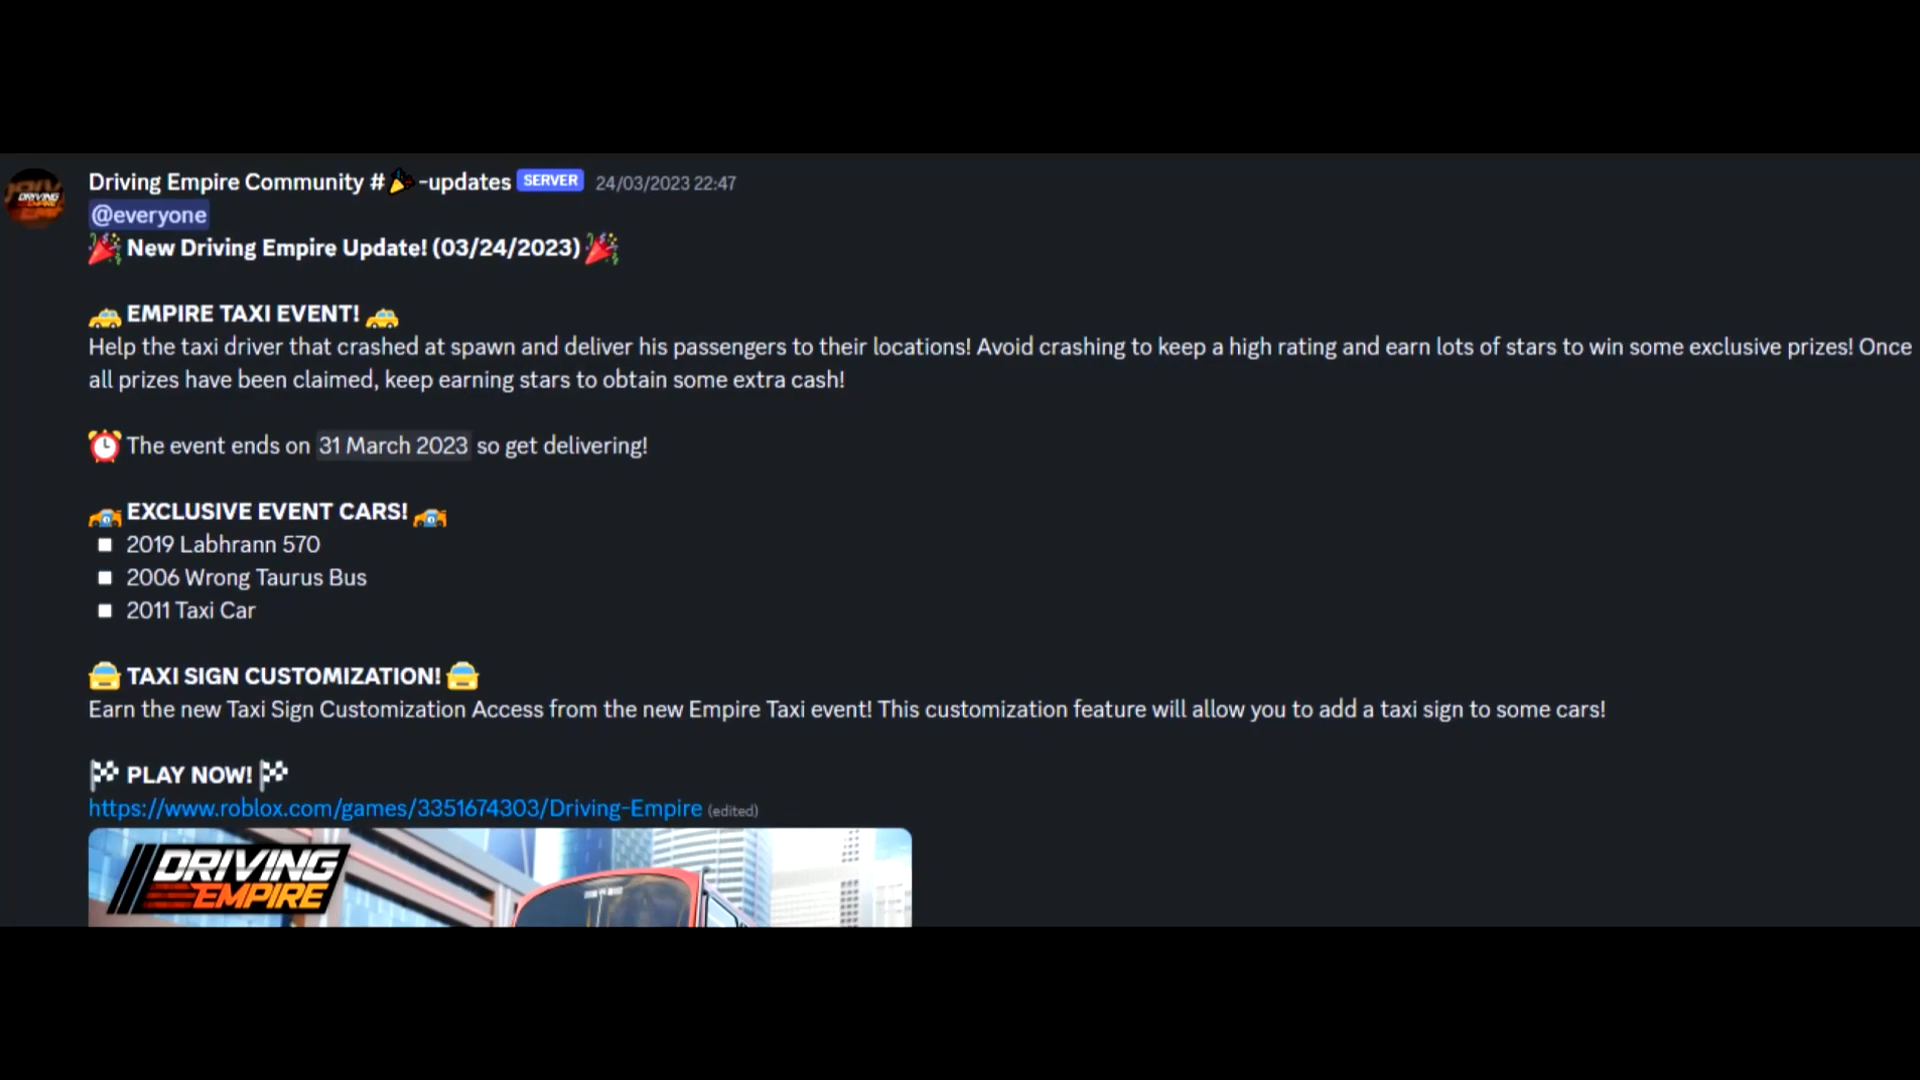 Driving Empire Community #🎉-updates SERVER 24/03/2023 22:47
@everyone
🎉 New Driving Empire Update! (03/24/2023) 🎉
🚕 EMPIRE TAXI EVENT! 🚕
Help the taxi driver that crashed at spawn and deliver his passengers to their locations! Avoid crashing to keep a high rating and earn lots of stars to win some exclusive prizes! Once
all prizes have been claimed, keep earning stars to obtain some extra cash!
⏰ The event ends on 31 March 2023 so get delivering!
🏎️ EXCLUSIVE EVENT CARS! 🏎️
▫️ 2019 Labhrann 570
▫️ 2006 Wrong Taurus Bus
▫️ 2011 Taxi Car
🚖 TAXI SIGN CUSTOMIZATION! 🚖
Earn the new Taxi Sign Customization Access from the new Empire Taxi event! This customization feature will allow you to add a taxi sign to some cars!
🏁 PLAY NOW! 🏁
https://www.roblox.com/games/3351674303/Driving-Empire (edited)
DRIVING
EMPIRE